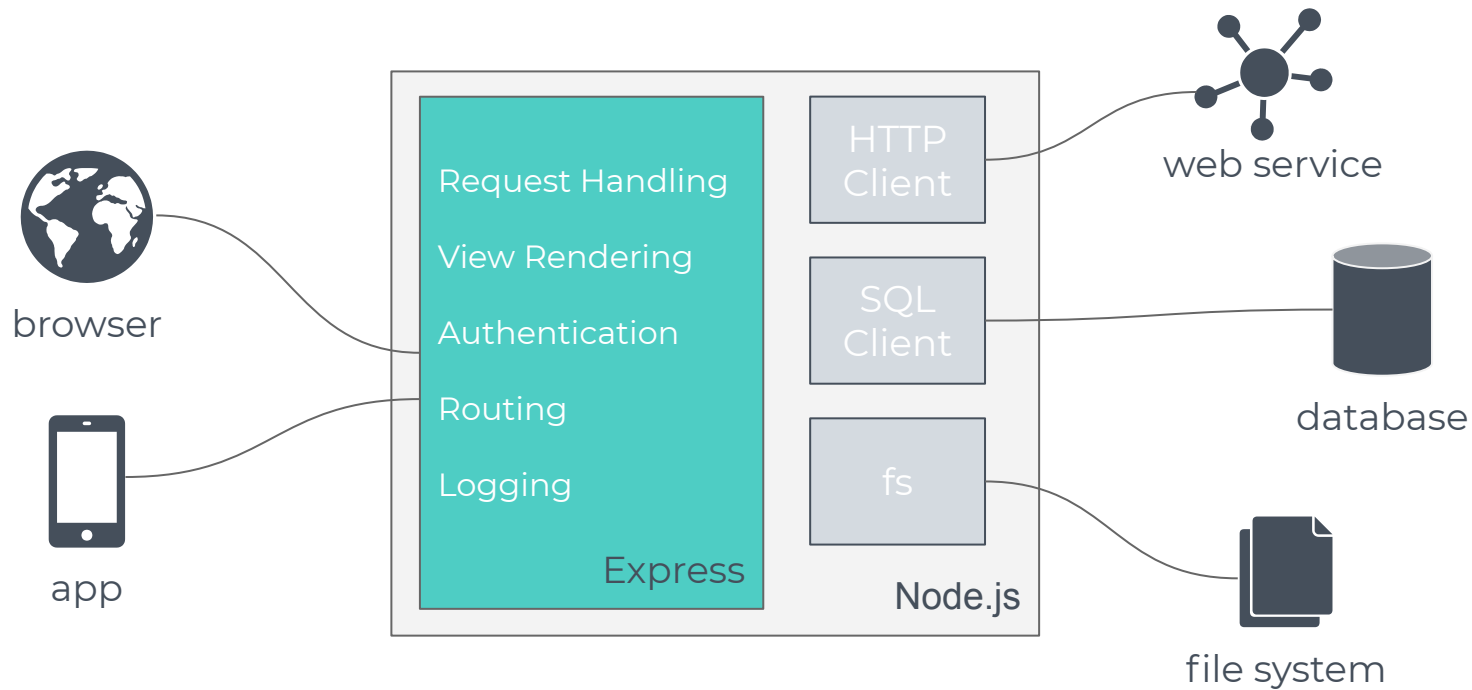 browser
app
Request Handling
View Rendering
Authentication
Routing
Logging
Express
HTTP
Client
SQL
Client
fs
Node.js
web service
database
file system